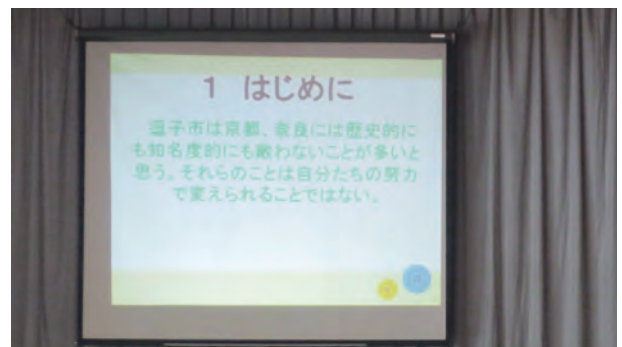 1 はじめに
逗子市は京都、奈良には歴史的に
も知名度的にも敵わないことが多いと
思う。それらのことは自分たちの努力
で変えられることではない。